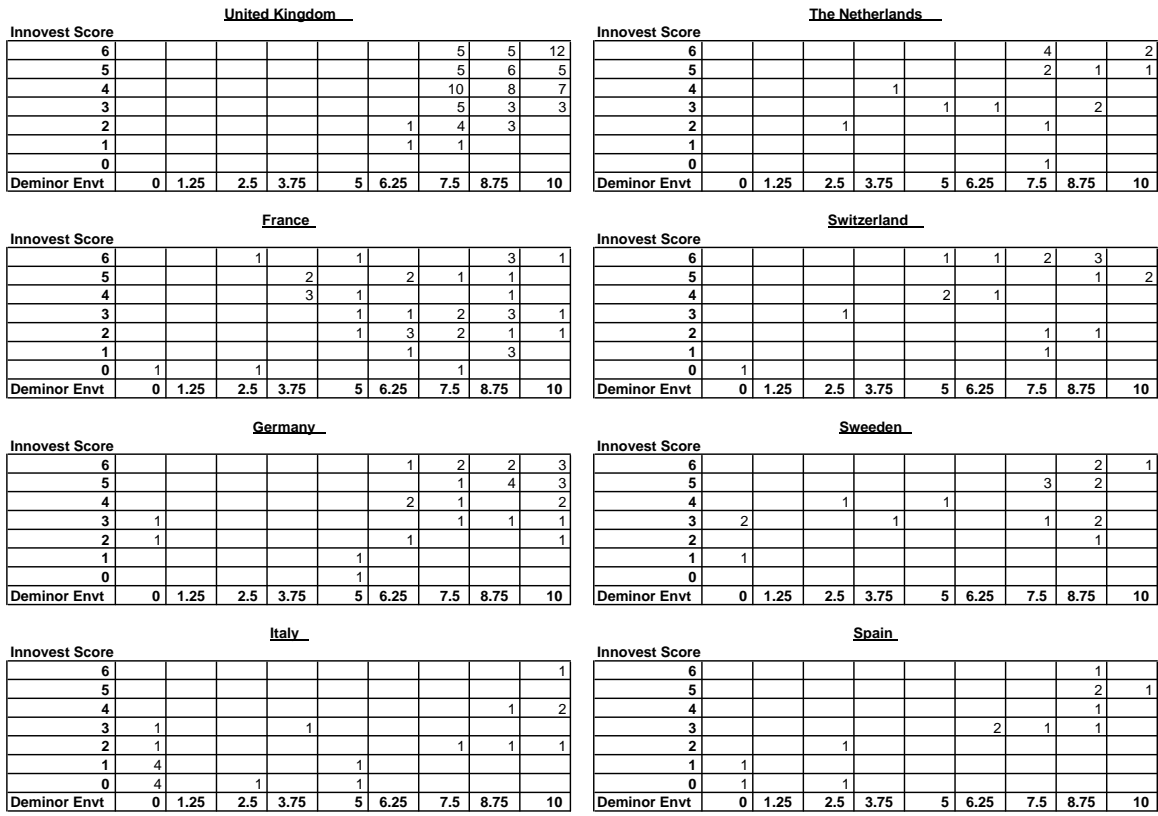 United Kingdom
Innovest Score
6 5 5 12
5 5 6 5
4 10 8 7
3 5 3 3
2 1 4 3
1 1 1
0
Deminor Envt 0 1.25 2.5 3.75 5 6.25 7.5 8.75 10
The Netherlands
Innovest Score
6 4 2
5 2 1 1
4 1
3 1 1 2
2 1 1
1
0 1
Deminor Envt 0 1.25 2.5 3.75 5 6.25 7.5 8.75 10
France
Innovest Score
6 1 1 3 1
5 2 2 1 1
4 3 1 1
3 1 1 2 3 1
2 1 3 2 1 1
1 1 3
0 1 1 1
Deminor Envt 0 1.25 2.5 3.75 5 6.25 7.5 8.75 10
Switzerland
Innovest Score
6 1 1 2 3
5 1 2
4 2 1
3 1
2 1 1
1 1
0 1
Deminor Envt 0 1.25 2.5 3.75 5 6.25 7.5 8.75 10
Germany
Innovest Score
6 1 2 2 3
5 1 4 3
4 2 1 2
3 1 1 1 1
2 1 1 1
1 1
0 1
Deminor Envt 0 1.25 2.5 3.75 5 6.25 7.5 8.75 10
Sweeden
Innovest Score
6 2 1
5 3 2
4 1 1
3 2 1 1 2
2 1
1 1
0
Deminor Envt 0 1.25 2.5 3.75 5 6.25 7.5 8.75 10
Italy
Innovest Score
6 1
5
4 1 2
3 1 1
2 1 1 1 1
1 4 1
0 4 1 1
Deminor Envt 0 1.25 2.5 3.75 5 6.25 7.5 8.75 10
Spain
Innovest Score
6 1
5 2 1
4 1
3 2 1 1
2 1
1 1
0 1 1
Deminor Envt 0 1.25 2.5 3.75 5 6.25 7.5 8.75 10